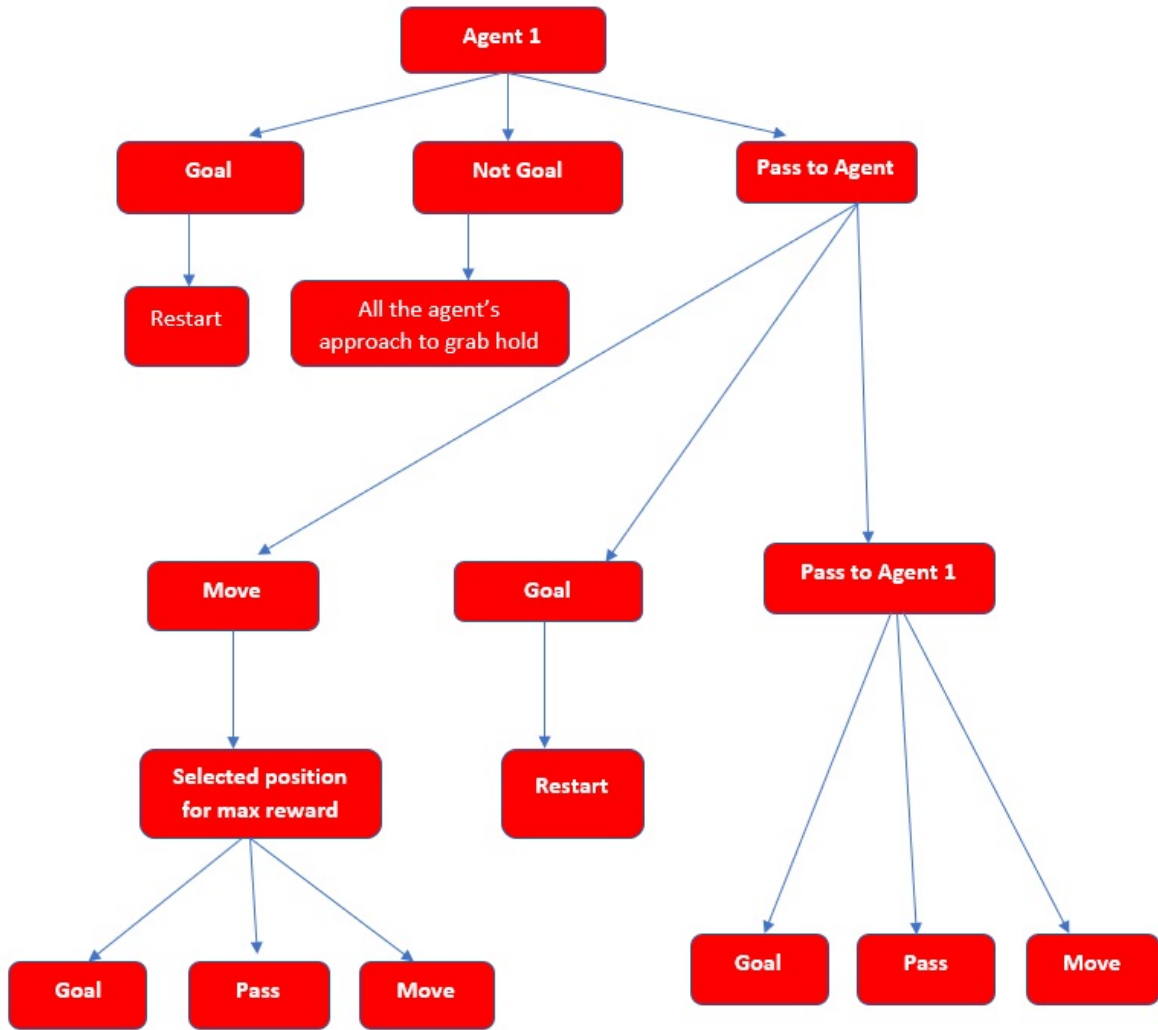 Agent 1
Goal
Not Goal
Pass to Agent
Restart
All the agent’s
approach to grab hold
Move
Goal
Pass to Agent 1
Selected position
for max reward
Restart
Goal
Pass
Move
Goal
Pass
Move